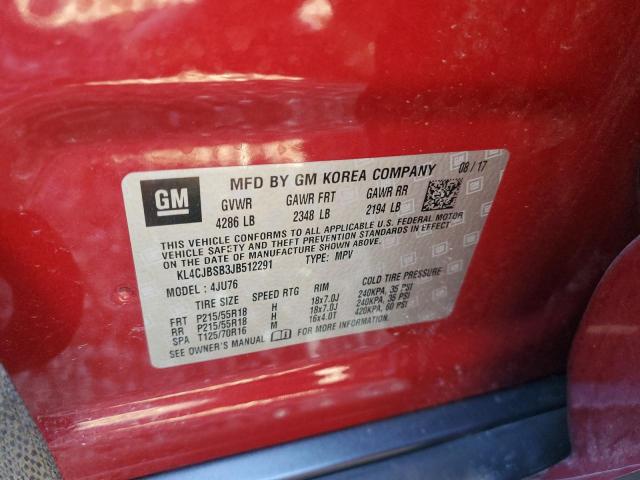 GM
MFD BY GM KOREA COMPANY 08/17
GVWR GAWR FRT GAWR RR
4286 LB 2348 LB 2194 LB
THIS VEHICLE CONFORMS TO ALL APPLICABLE U.S. FEDERAL MOTOR
VEHICLE SAFETY AND THEFT PREVENTION STANDARDS IN EFFECT
ON THE DATE OF MANUFACTURE SHOWN ABOVE.
KL4CJBSB3JB512291 TYPE: MPV
MODEL: 4JU76
TIRE SIZE SPEED RTG RIM COLD TIRE PRESSURE
FRT P215/55R18 H 18x7.0J 240KPA, 35 PSI
RR P215/55R18 H 18x7.0J 240KPA, 35 PSI
SPA T125/70R16 M 16x4.0T 420KPA, 60 PSI
SEE OWNER'S MANUAL FOR MORE INFORMATION.